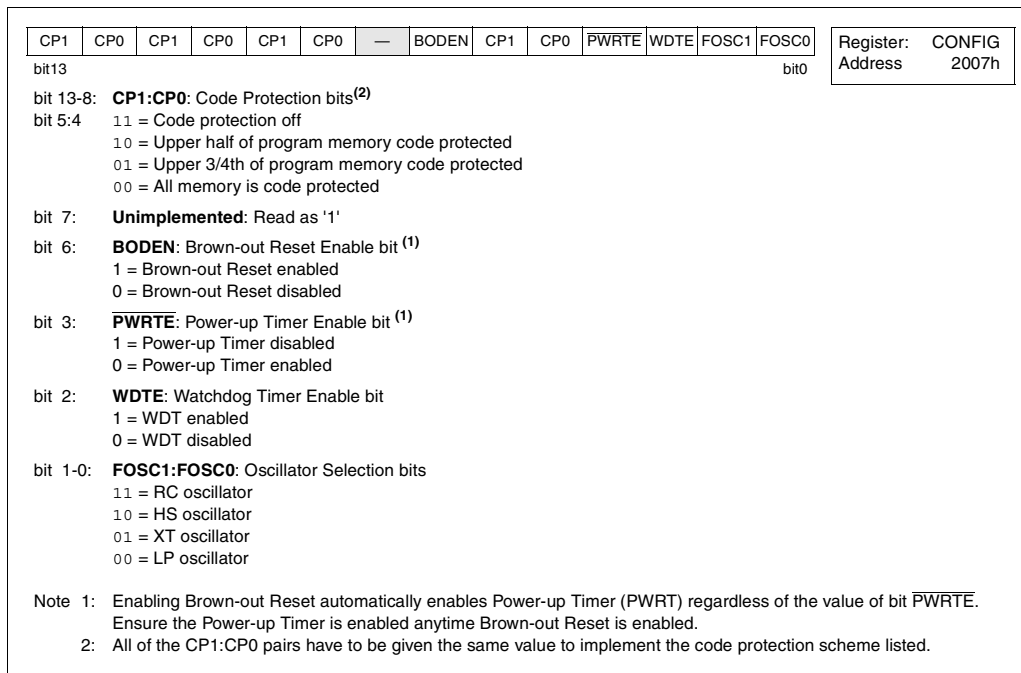 CP1 CP0 CP1 CP0 CP1 CP0 — BODEN CP1 CP0 PWRTE WDTE FOSC1 FOSC0
bit13 bit0
Register: CONFIG
Address 2007h
bit 13-8: CP1:CP0: Code Protection bits(2)
bit 5:4 11 = Code protection off
10 = Upper half of program memory code protected
01 = Upper 3/4th of program memory code protected
00 = All memory is code protected
bit 7: Unimplemented: Read as '1'
bit 6: BODEN: Brown-out Reset Enable bit (1)
1 = Brown-out Reset enabled
0 = Brown-out Reset disabled
bit 3: PWRTE: Power-up Timer Enable bit (1)
1 = Power-up Timer disabled
0 = Power-up Timer enabled
bit 2: WDTE: Watchdog Timer Enable bit
1 = WDT enabled
0 = WDT disabled
bit 1-0: FOSC1:FOSC0: Oscillator Selection bits
11 = RC oscillator
10 = HS oscillator
01 = XT oscillator
00 = LP oscillator
Note 1: Enabling Brown-out Reset automatically enables Power-up Timer (PWRT) regardless of the value of bit PWRTE.
Ensure the Power-up Timer is enabled anytime Brown-out Reset is enabled.
2: All of the CP1:CP0 pairs have to be given the same value to implement the code protection scheme listed.